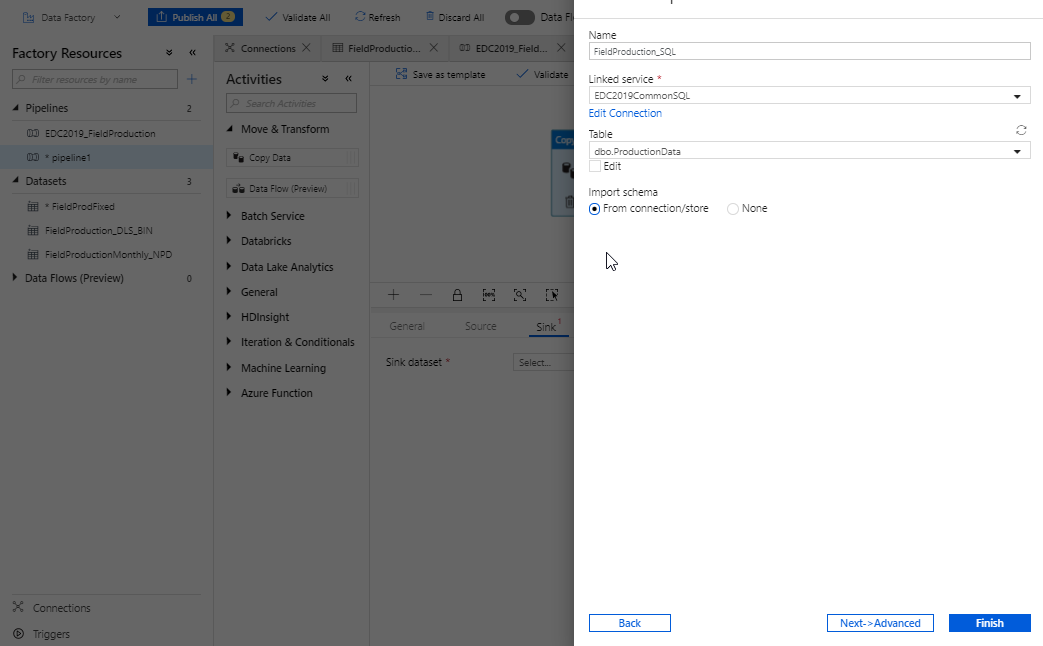 Data Factory
Publish All 2
Validate All
Refresh
Discard All
Data Fl
Factory Resources
Filter resources by name
Pipelines 2
EDC2019_FieldProduction
* pipeline1
Datasets 3
* FieldProdFixed
FieldProduction_DLS_BIN
FieldProductionMonthly_NPD
Data Flows (Preview) 0
Connections
Triggers
Connections
FieldProductio...
EDC2019_Field...
Activities
Search Activities
Move & Transform
Copy Data
Data Flow (Preview)
Batch Service
Databricks
Data Lake Analytics
General
HDInsight
Iteration & Conditionals
Machine Learning
Azure Function
Save as template
Validate
Copy
General
Source
Sink 1
Sink dataset *
Select...
Name
FieldProduction_SQL
Linked service *
EDC2019CommonSQL
Edit Connection
Table
dbo.ProductionData
Edit
Import schema
From connection/store
None
Back
Next->Advanced
Finish